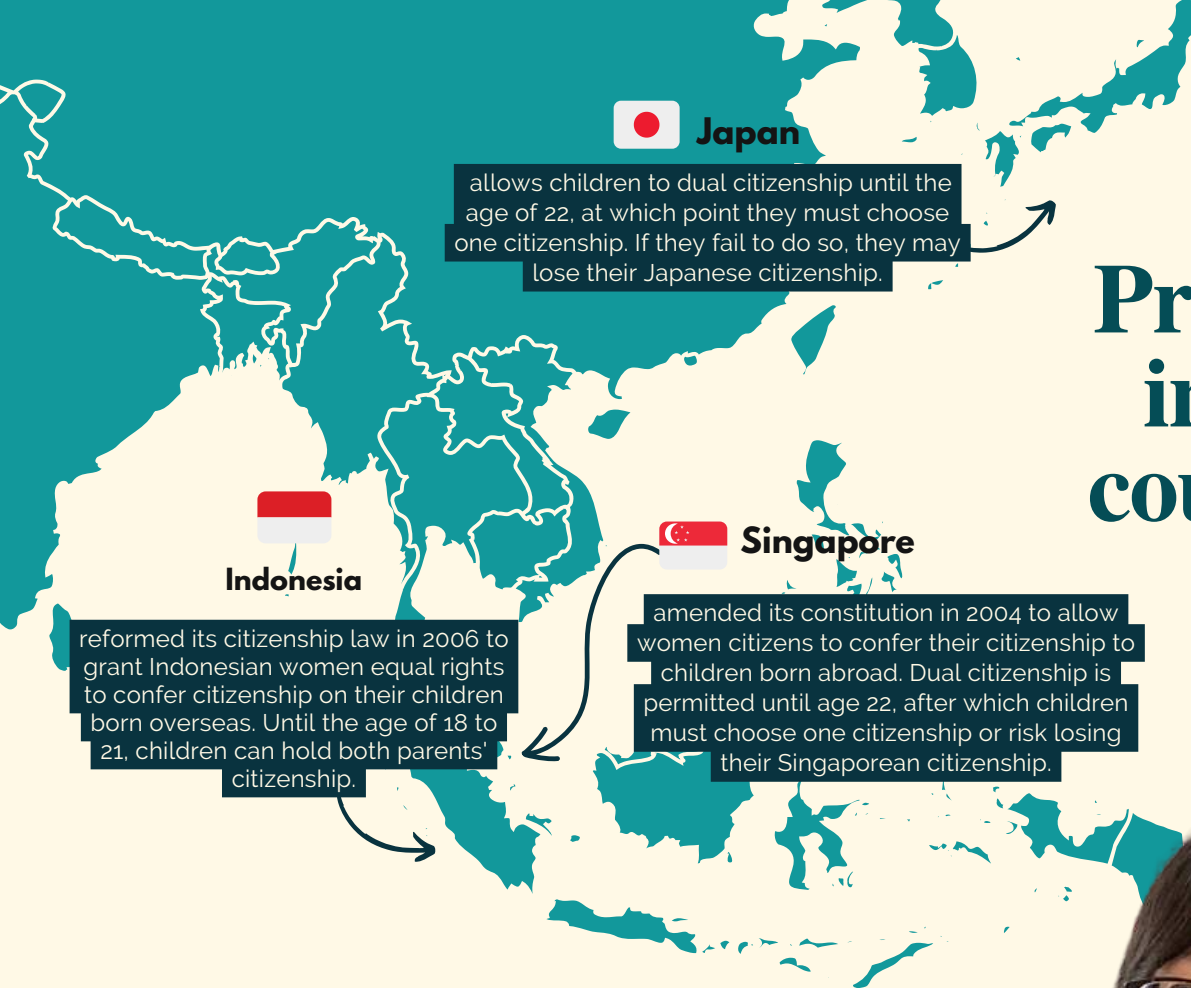 Japan
allows children to dual citizenship until the
age of 22, at which point they must choose
one citizenship. If they fail to do so, they may
lose their Japanese citizenship.
Indonesia
reformed its citizenship law in 2006 to
grant Indonesian women equal rights
to confer citizenship on their children
born overseas. Until the age of 18 to
21, children can hold both parents'
citizenship.
Singapore
amended its constitution in 2004 to allow
women citizens to confer their citizenship to
children born abroad. Dual citizenship is
permitted until age 22, after which children
must choose one citizenship or risk losing
their Singaporean citizenship.